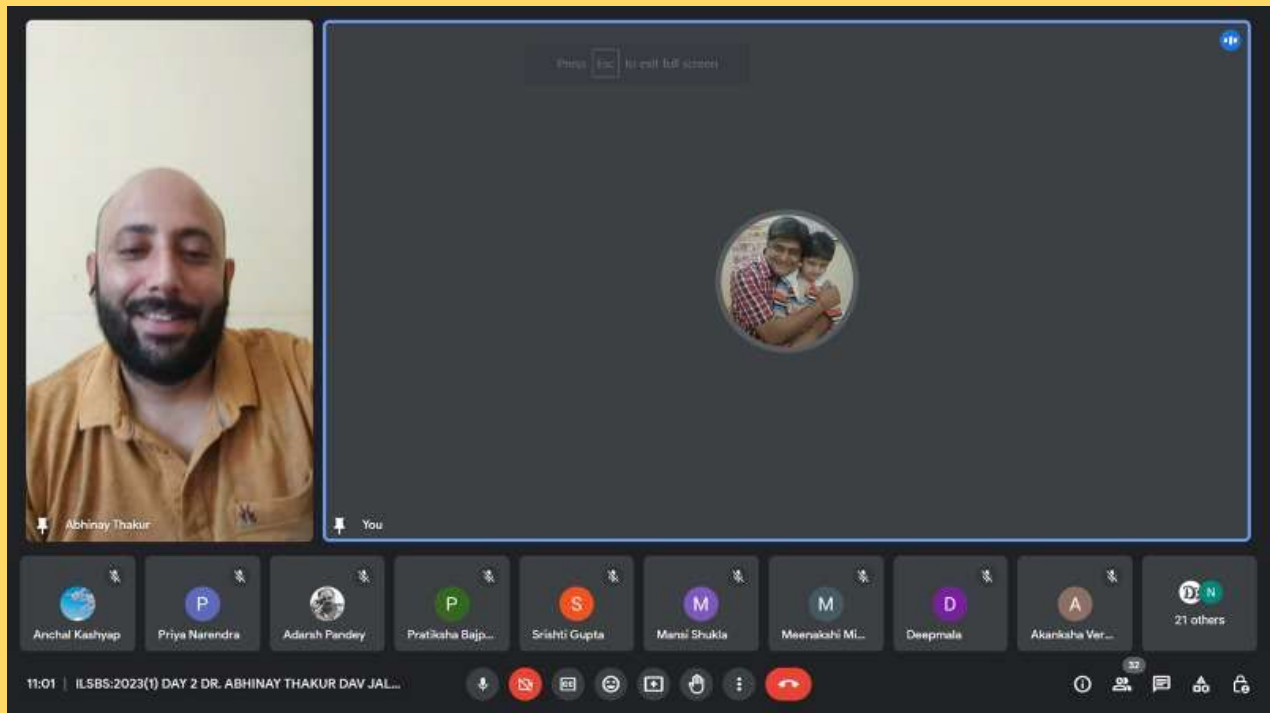 Press Esc to exit full screen
Abhinay Thakur
You
P
P
S
M
M
D
A
N
Anchal Kashyap
Priya Narendra
Adarsh Pandey
Pratiksha Bajp...
Srishti Gupta
Mansi Shukla
Meenakshi Mi...
Deepmala
Akanksha Ver...
21 others
11:01 | ILSBS:2023(1) DAY 2 DR. ABHINAY THAKUR DAV JAL...
CC
32